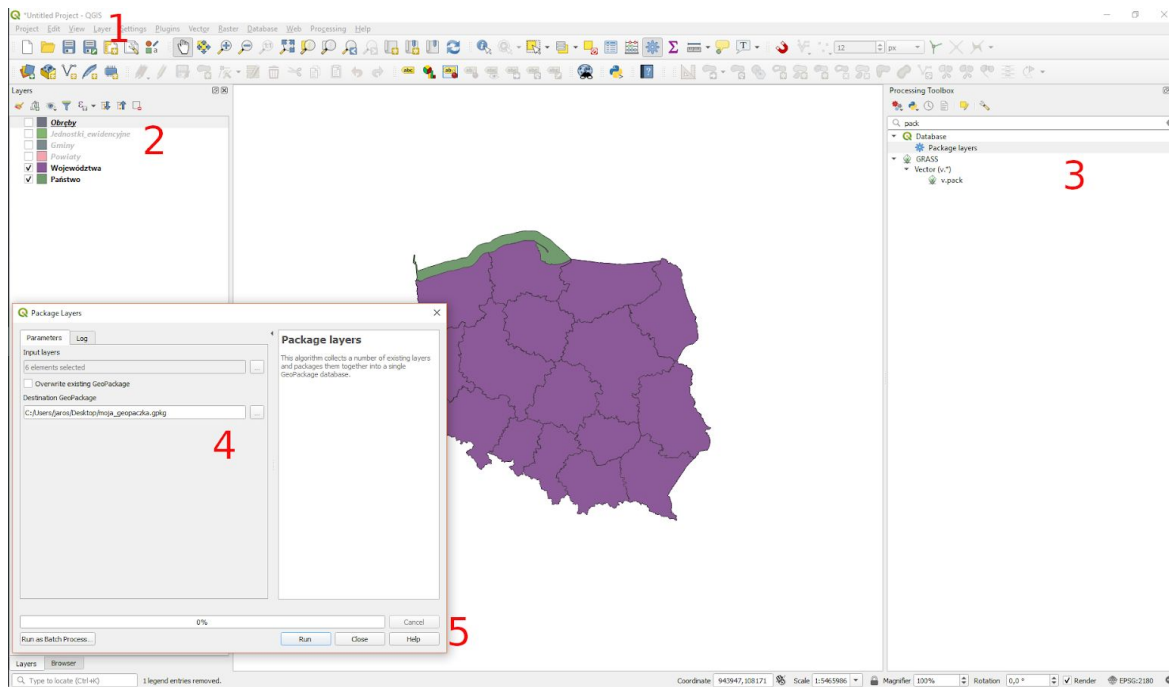 *Untitled Project - QGIS
1
Project Edit View Layer Settings Plugins Vector Raster Database Web Processing Help
12 px
Layers
Obręby
Jednostki_ewidencyjne
Gminy
Powiaty
Województwa
Państwo
2
Processing Toolbox
pack
Database
Package layers
GRASS
Vector (v.*)
v.pack
3
Package Layers
Parameters Log
Input layers
6 elements selected
...
Overwrite existing GeoPackage
Destination GeoPackage
C:/Users/jaros/Desktop/moja_geopaczka.gpkg
...
4
Package layers
This algorithm collects a number of existing layers
and packages them together into a single
GeoPackage database.
0%
Cancel
Run as Batch Process...
Run Close Help
5
Layers Browser
Type to locate (Ctrl+K) 1 legend entries removed. Coordinate 943947,108171 Scale 1:5465986 Magnifier 100% Rotation 0,0 ° Render EPSG:2180